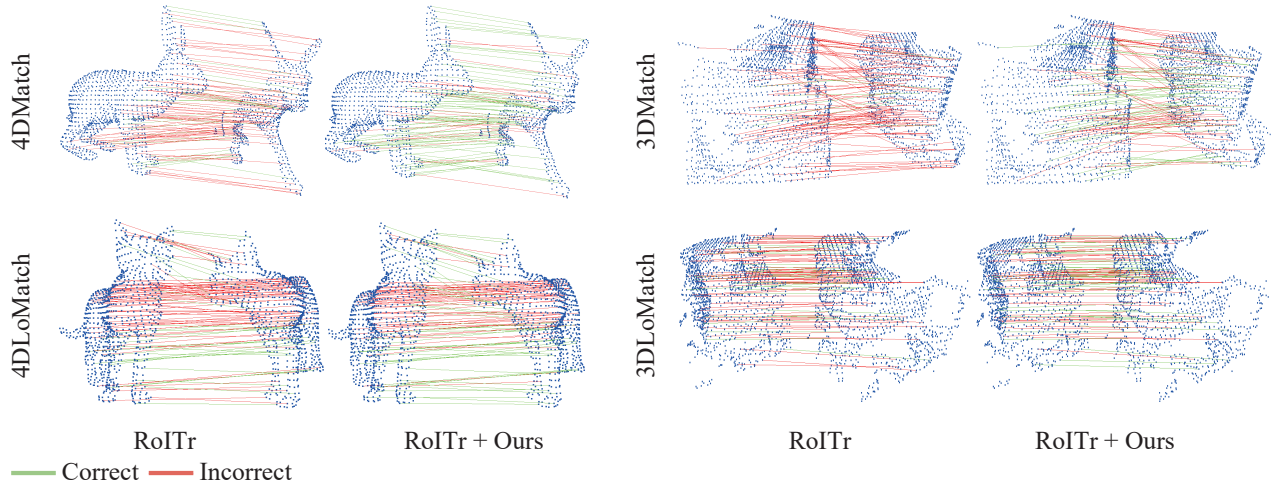 4DMatch
3DMatch
4DLoMatch
3DLoMatch
RoITr
RoITr + Ours
RoITr
RoITr + Ours
Correct
Incorrect